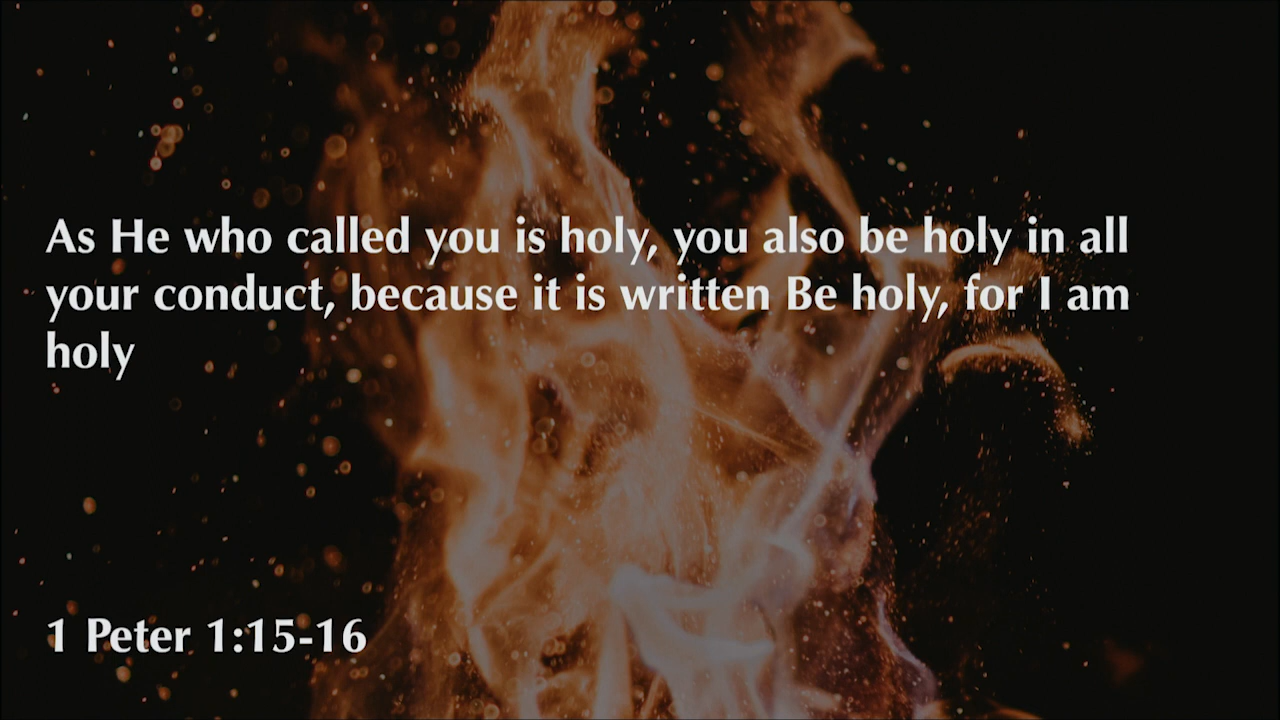 As He who called you is holy, you also be holy in all
your conduct, because it is written Be holy, for I am
holy
1 Peter 1:15-16